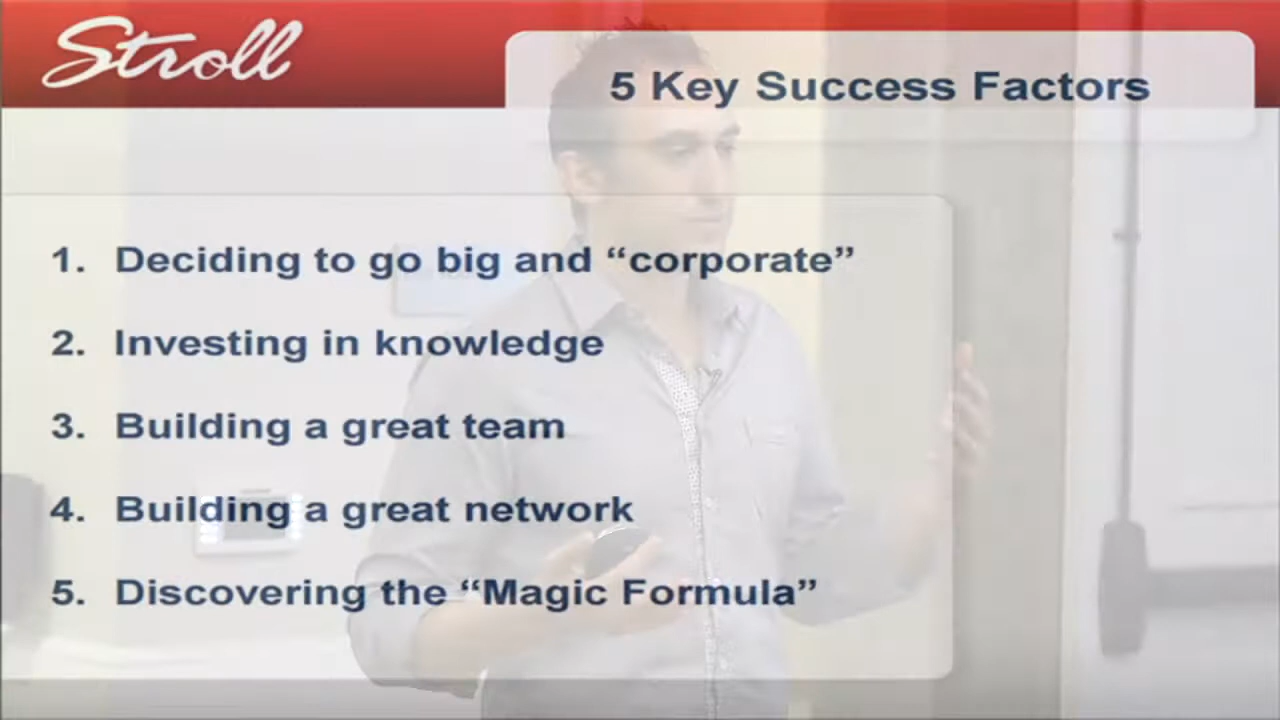 Stroll
5 Key Success Factors
1. Deciding to go big and “corporate”
2. Investing in knowledge
3. Building a great team
4. Building a great network
5. Discovering the “Magic Formula”